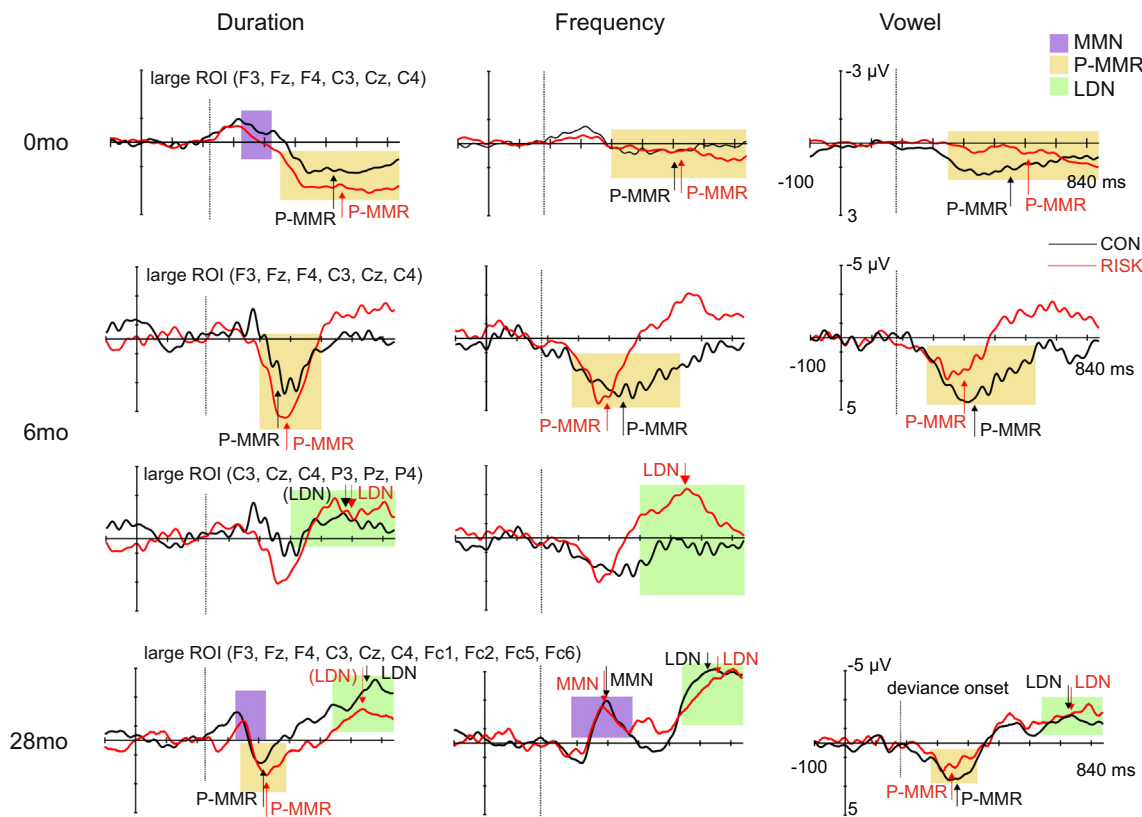 Duration Frequency Vowel
MMN
P-MMR
LDN
large ROI (F3, Fz, F4, C3, Cz, C4)
-3 µV
0mo
-100
840 ms
P-MMR P-MMR
P-MMR P-MMR
P-MMR P-MMR
3
CON
RISK
large ROI (F3, Fz, F4, C3, Cz, C4)
-5 µV
-100
840 ms
5
P-MMR P-MMR
P-MMR P-MMR
P-MMR P-MMR
6mo
large ROI (C3, Cz, C4, P3, Pz, P4)
(LDN) LDN
LDN
large ROI (F3, Fz, F4, C3, Cz, C4, Fc1, Fc2, Fc5, Fc6)
-5 µV
(LDN) LDN
MMN MMN
LDN LDN
deviance onset
LDN LDN
28mo
-100
840 ms
P-MMR P-MMR
P-MMR P-MMR
5